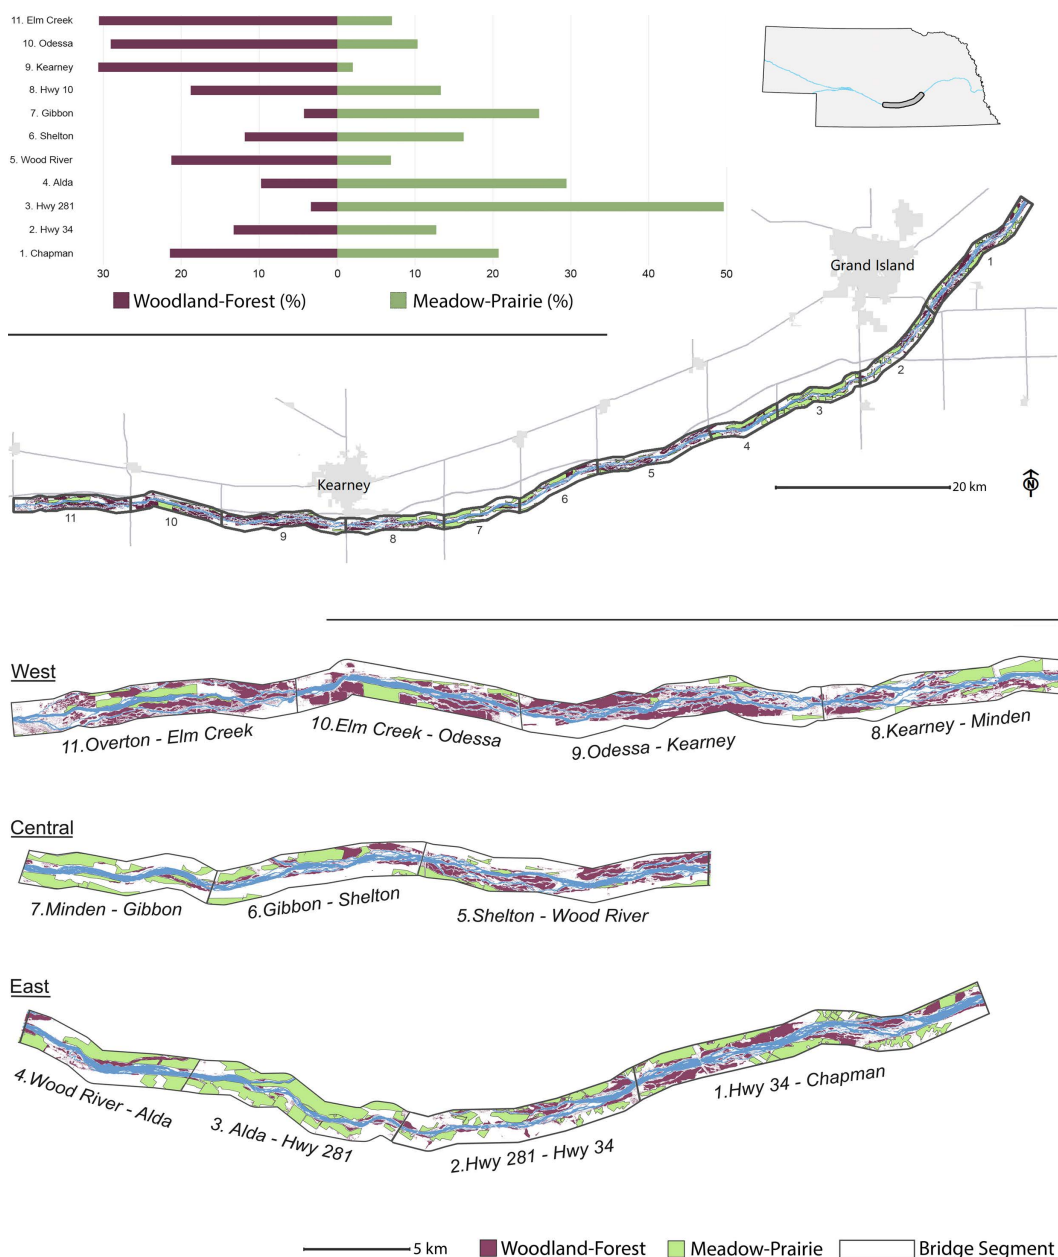 11. Elm Creek
10. Odessa
9. Kearney
8. Hwy 10
7. Gibbon
6. Shelton
5. Wood River
4. Alda
3. Hwy 281
2. Hwy 34
1. Chapman
30 20 10 0 10 20 30 40 50
Woodland-Forest (%) Meadow-Prairie (%)
Grand Island
1
2
3
4
5
6
7
8
9
10
11
Kearney
20 km
N
West
11.Overton - Elm Creek
10.Elm Creek - Odessa
9.Odessa - Kearney
8.Kearney - Minden
Central
7.Minden - Gibbon
6.Gibbon - Shelton
5.Shelton - Wood River
East
4.Wood River - Alda
3. Alda - Hwy 281
2.Hwy 281 - Hwy 34
1.Hwy 34 - Chapman
5 km Woodland-Forest Meadow-Prairie Bridge Segment